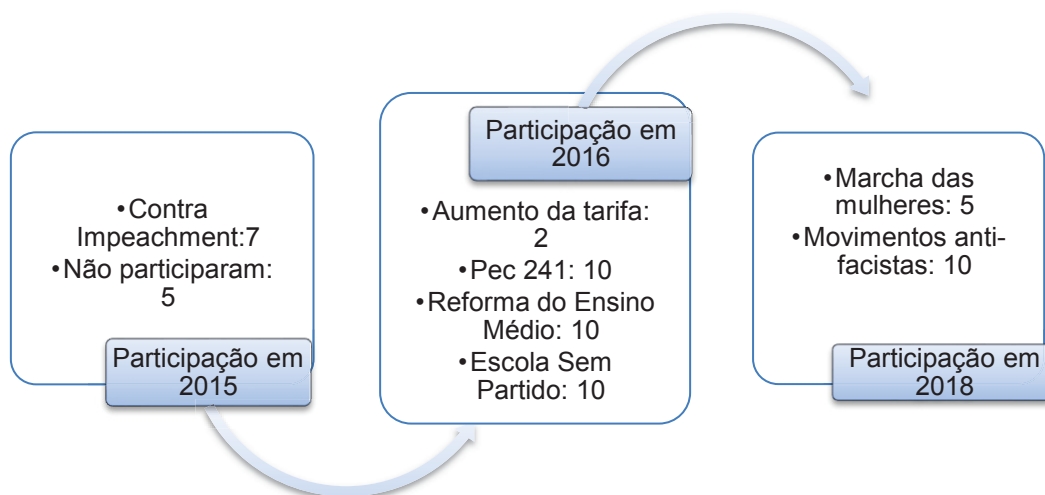 •Contra
Impeachment:7
•Não participaram:
5
Participação em
2015
Participação em
2016
•Aumento da tarifa:
2
•Pec 241: 10
•Reforma do Ensino
Médio: 10
•Escola Sem
Partido: 10
•Marcha das
mulheres: 5
•Movimentos anti-
facistas: 10
Participação em
2018